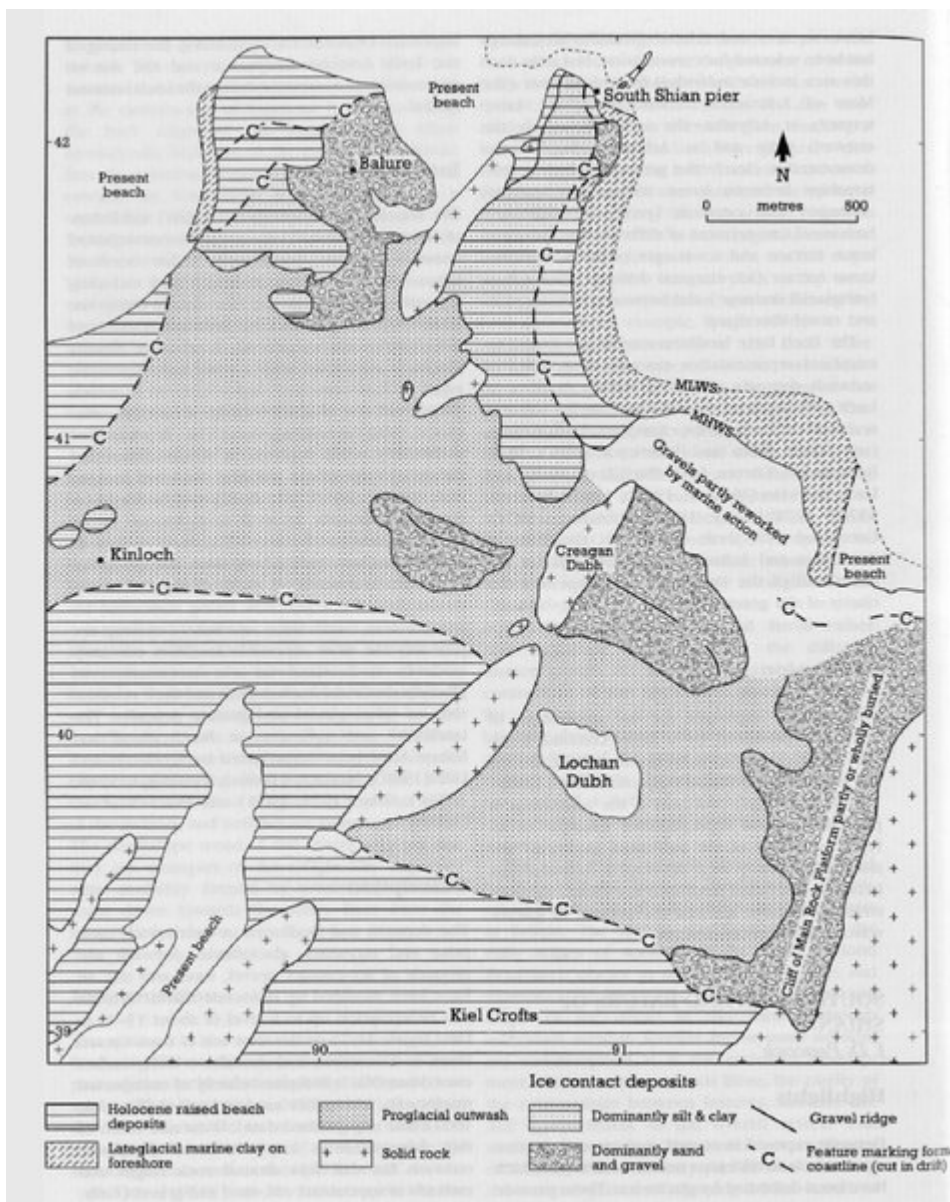 Present
beach
South Shian pier
C
42
C
Balure
N
Present
beach
C
C
0 metres 500
C
C
C
C
MLWS
41
C
MHWS
Gravels partly reworked
by marine action
Kinloch
Creagan
Dubh
Present
beach
C
C
C
40
Lochan
Dubh
Cliff of Main Rock Platform partly or wholly buried
C
C
C
Present beach
C
C
39
Kiel Crofts
90
91
Ice contact deposits
Holocene raised beach
deposits
Proglacial outwash
Dominantly silt & clay
Gravel ridge
Lateglacial marine clay on
foreshore
Solid rock
Dominantly sand
and gravel
C
Feature marking form
coastline (cut in drift)